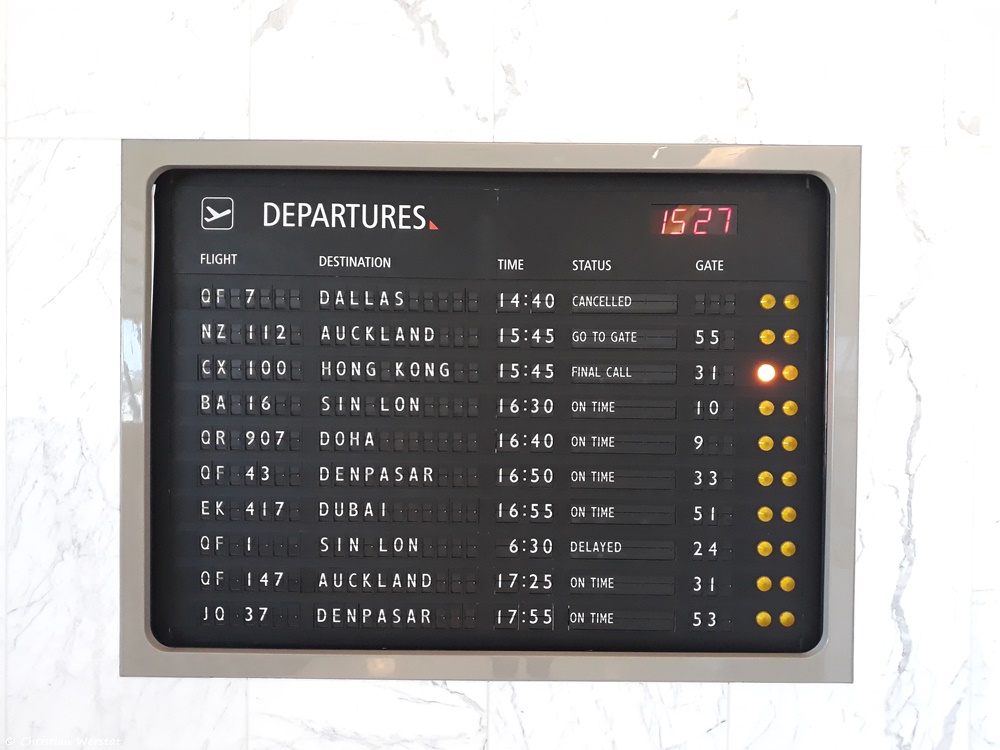 DEPARTURES
15 27
FLIGHT DESTINATION TIME STATUS GATE
QF 7 DALLAS 14:40 CANCELLED
NZ 112 AUCKLAND 15:45 GO TO GATE 55
CX 100 HONG KONG 15:45 FINAL CALL 31
BA 16 SIN LON 16:30 ON TIME 10
QR 907 DOHA 16:40 ON TIME 9
QF 43 DENPASAR 16:50 ON TIME 33
EK 417 DUBAI 16:55 ON TIME 51
QF 1 SIN LON 6:30 DELAYED 24
QF 147 AUCKLAND 17:25 ON TIME 31
JQ 37 DENPASAR 17:55 ON TIME 53
© Christian